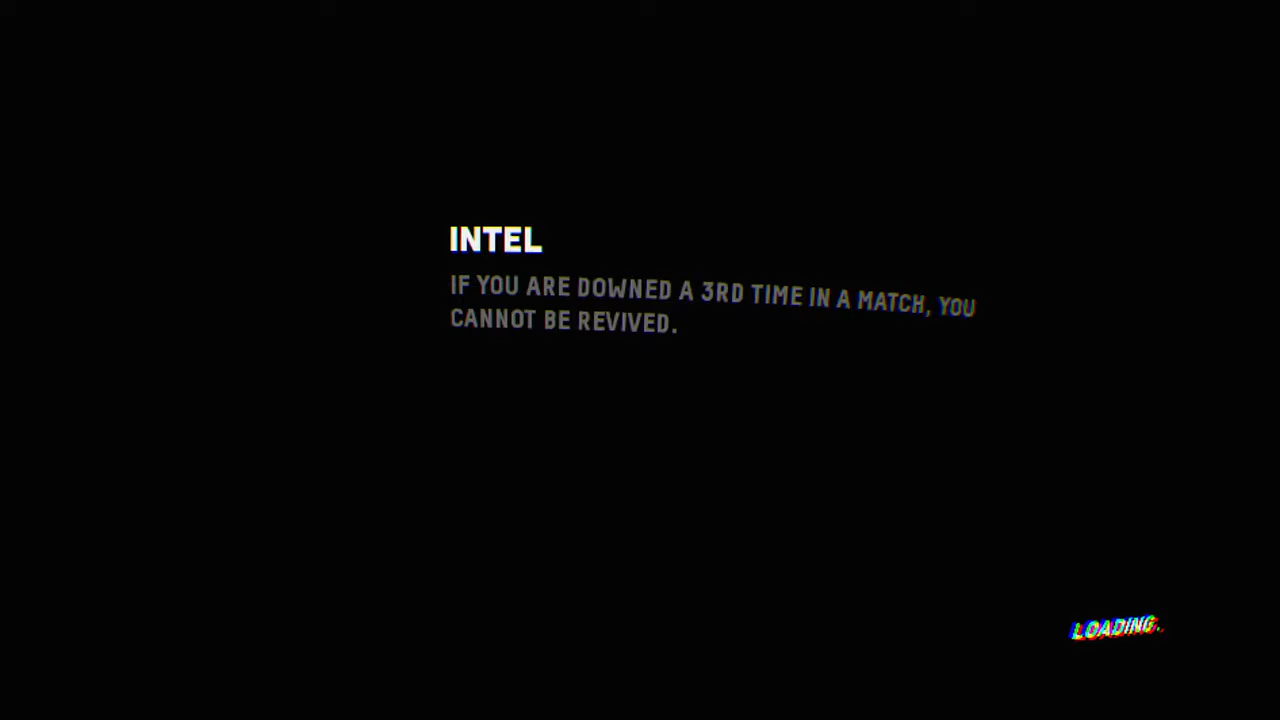 INTEL
IF YOU ARE DOWNED A 3RD TIME IN A MATCH, YOU
CANNOT BE REVIVED.
LOADING.